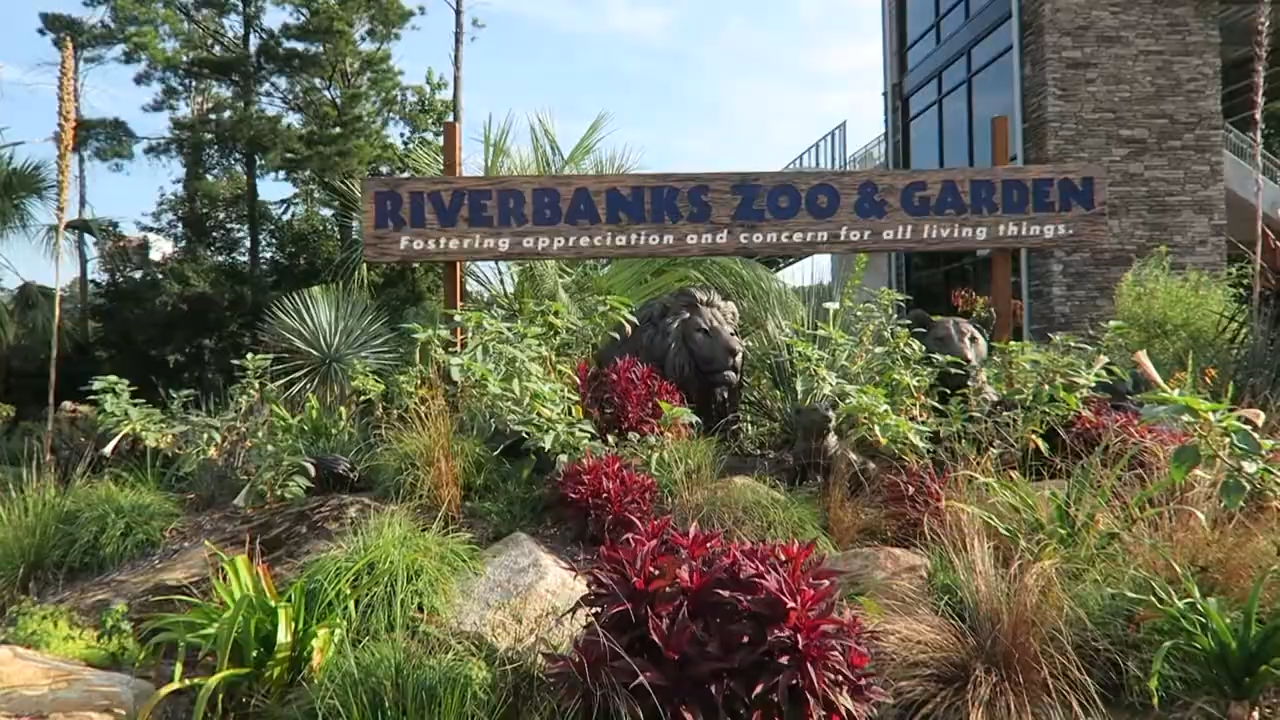 RIVERBANKS ZOO & GARDEN
Fostering appreciation and concern for all living things.